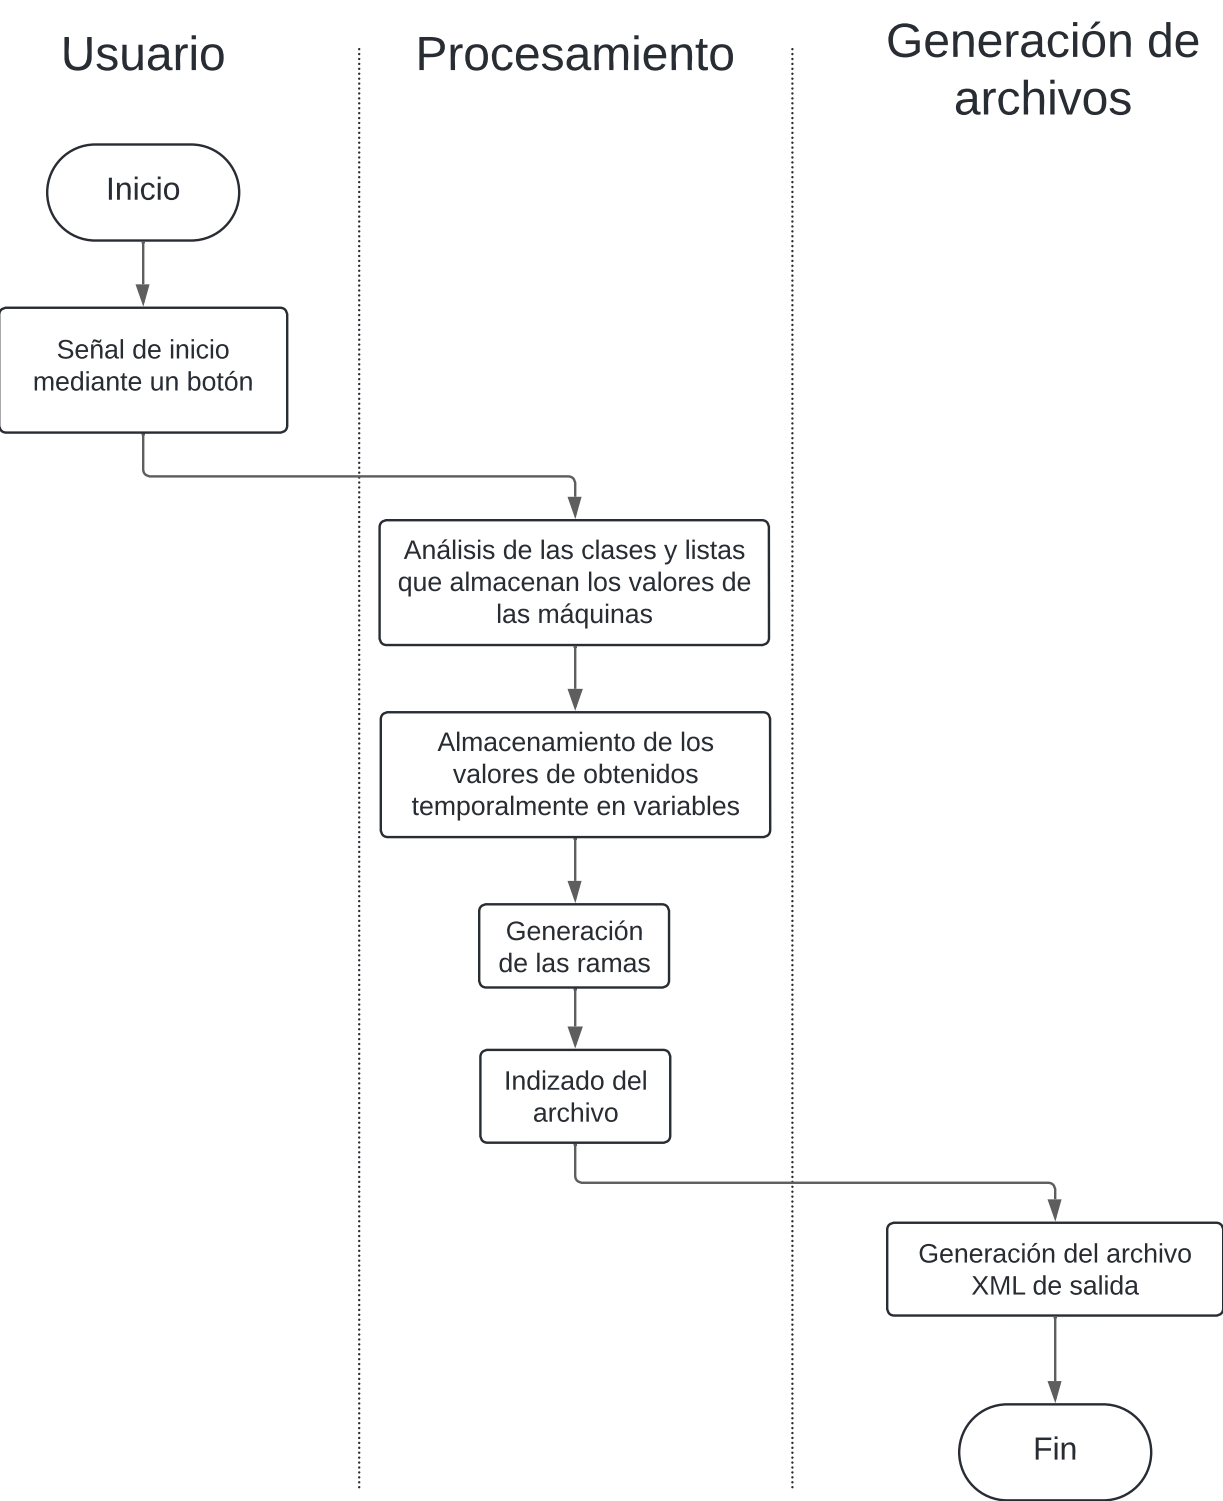 Usuario
Procesamiento
Generación de
archivos
Inicio
Señal de inicio
mediante un botón
Análisis de las clases y listas
que almacenan los valores de
las máquinas
Almacenamiento de los
valores de obtenidos
temporalmente en variables
Generación
de las ramas
Indizado del
archivo
Generación del archivo
XML de salida
Fin